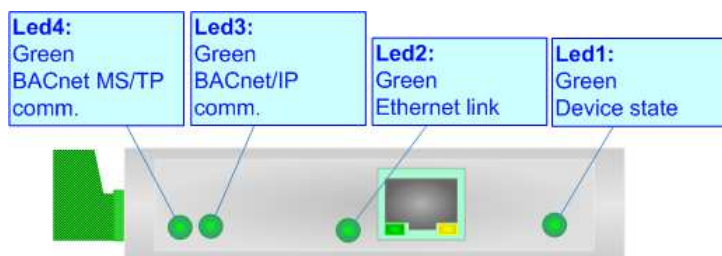 Led4:
Green
BACnet MS/TP
comm.
Led3:
Green
BACnet/IP
comm.
Led2:
Green
Ethernet link
Led1:
Green
Device state